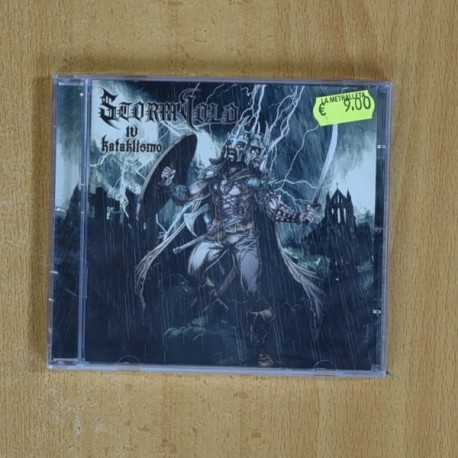 StormCold
IV
Kataklismo
LA METRALLETA
€ 9,00